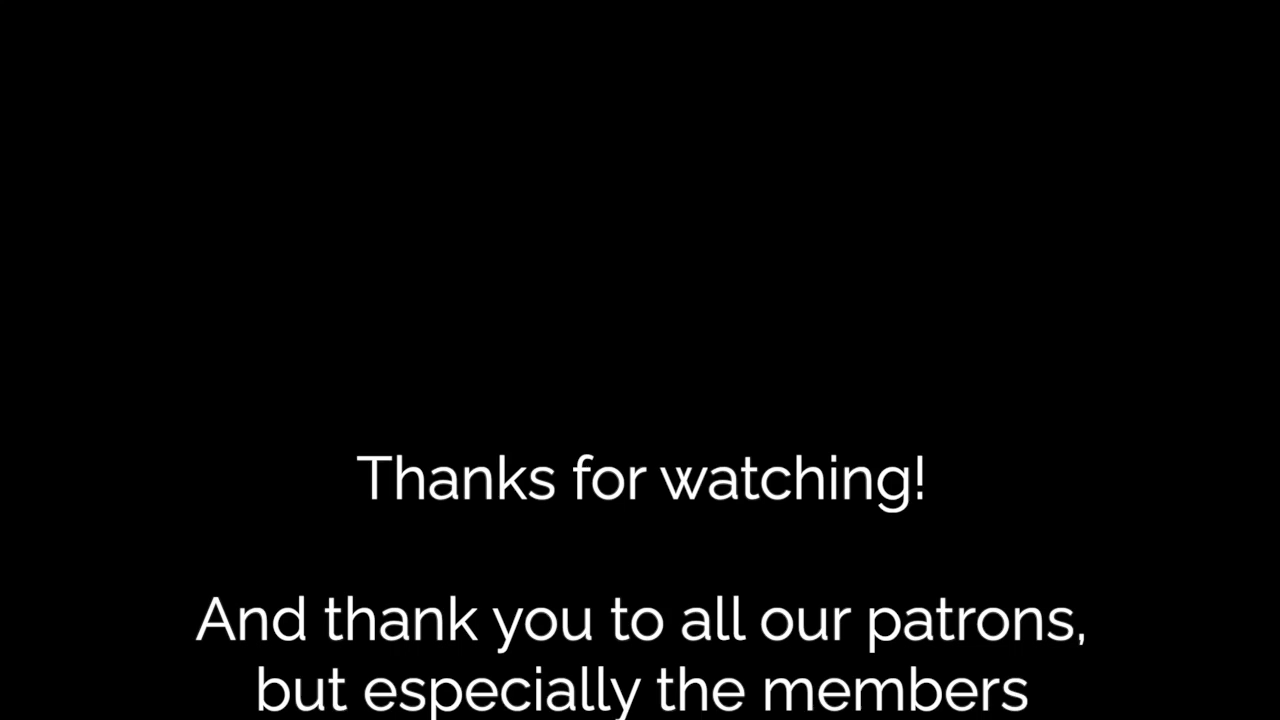 Thanks for watching!
And thank you to all our patrons,
but especially the members